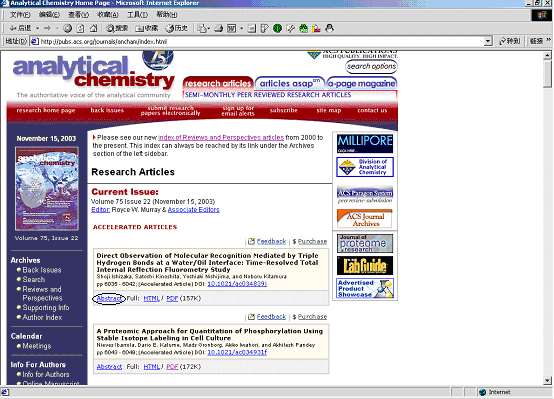 Analytical Chemistry Home Page - Microsoft Internet Explorer
文件(F) 编辑(E) 查看(V) 收藏(A) 工具(T) 帮助(H)
后退 搜索 收藏 历史
地址(D) http://pubs.acs.org/journals/ancham/index.html 转到 链接 »
analytical chemistry
75
The authoritative voice of the analytical community
ACS PUBLICATIONS
HIGH QUALITY. HIGH IMPACT.
search options
research articles articles asap℠ a-page magazine
SEMI-MONTHLY PEER REVIEWED RESEARCH ARTICLES
research home page back issues submit research papers electronically sign up for email alerts subscribe site map contact us
November 15, 2003
Volume 75, Issue 22
Archives
Back Issues
Search
Reviews and
Perspectives
Supporting Info
Author Index
Calendar
Meetings
Info For Authors
Info for Authors
Online Manuscript
Please see our new index of Reviews and Perspectives articles from 2000 to
the present. This index can always be reached by its link under the Archives
section of the left sidebar.
Research Articles
Current Issue:
Volume 75 Issue 22 (November 15, 2003)
Editor: Royce W. Murray & Associate Editors
ACCELERATED ARTICLES
Feedback | $ Purchase
Direct Observation of Molecular Recognition Mediated by Triple
Hydrogen Bonds at a Water/Oil Interface: Time-Resolved Total
Internal Reflection Fluorometry Study
Shoji Ishizaka, Satoshi Kinoshita, Yoshiaki Nishijima, and Noboru Kitamura
pp 6035 - 6042; (Accelerated Article) DOI: 10.1021/ac034839i
Abstract Full: HTML / PDF (157K)
Feedback | $ Purchase
A Proteomic Approach for Quantitation of Phosphorylation Using
Stable Isotope Labeling in Cell Culture
Nieves Ibarrola, Dario E. Kalume, Mads Gronborg, Akiko Iwahori, and Akhilesh Pandey
pp 6043 - 6049; (Accelerated Article) DOI: 10.1021/ac034931f
Abstract Full: HTML / PDF (172K)
MILLIPORE
CLICK HERE
Division of
Analytical
Chemistry
ACS Paragon System
peer review submission
ACS Journal
Archives
Journal of
proteome
research
LabGuide
Advertised
Product
Showcase
Internet